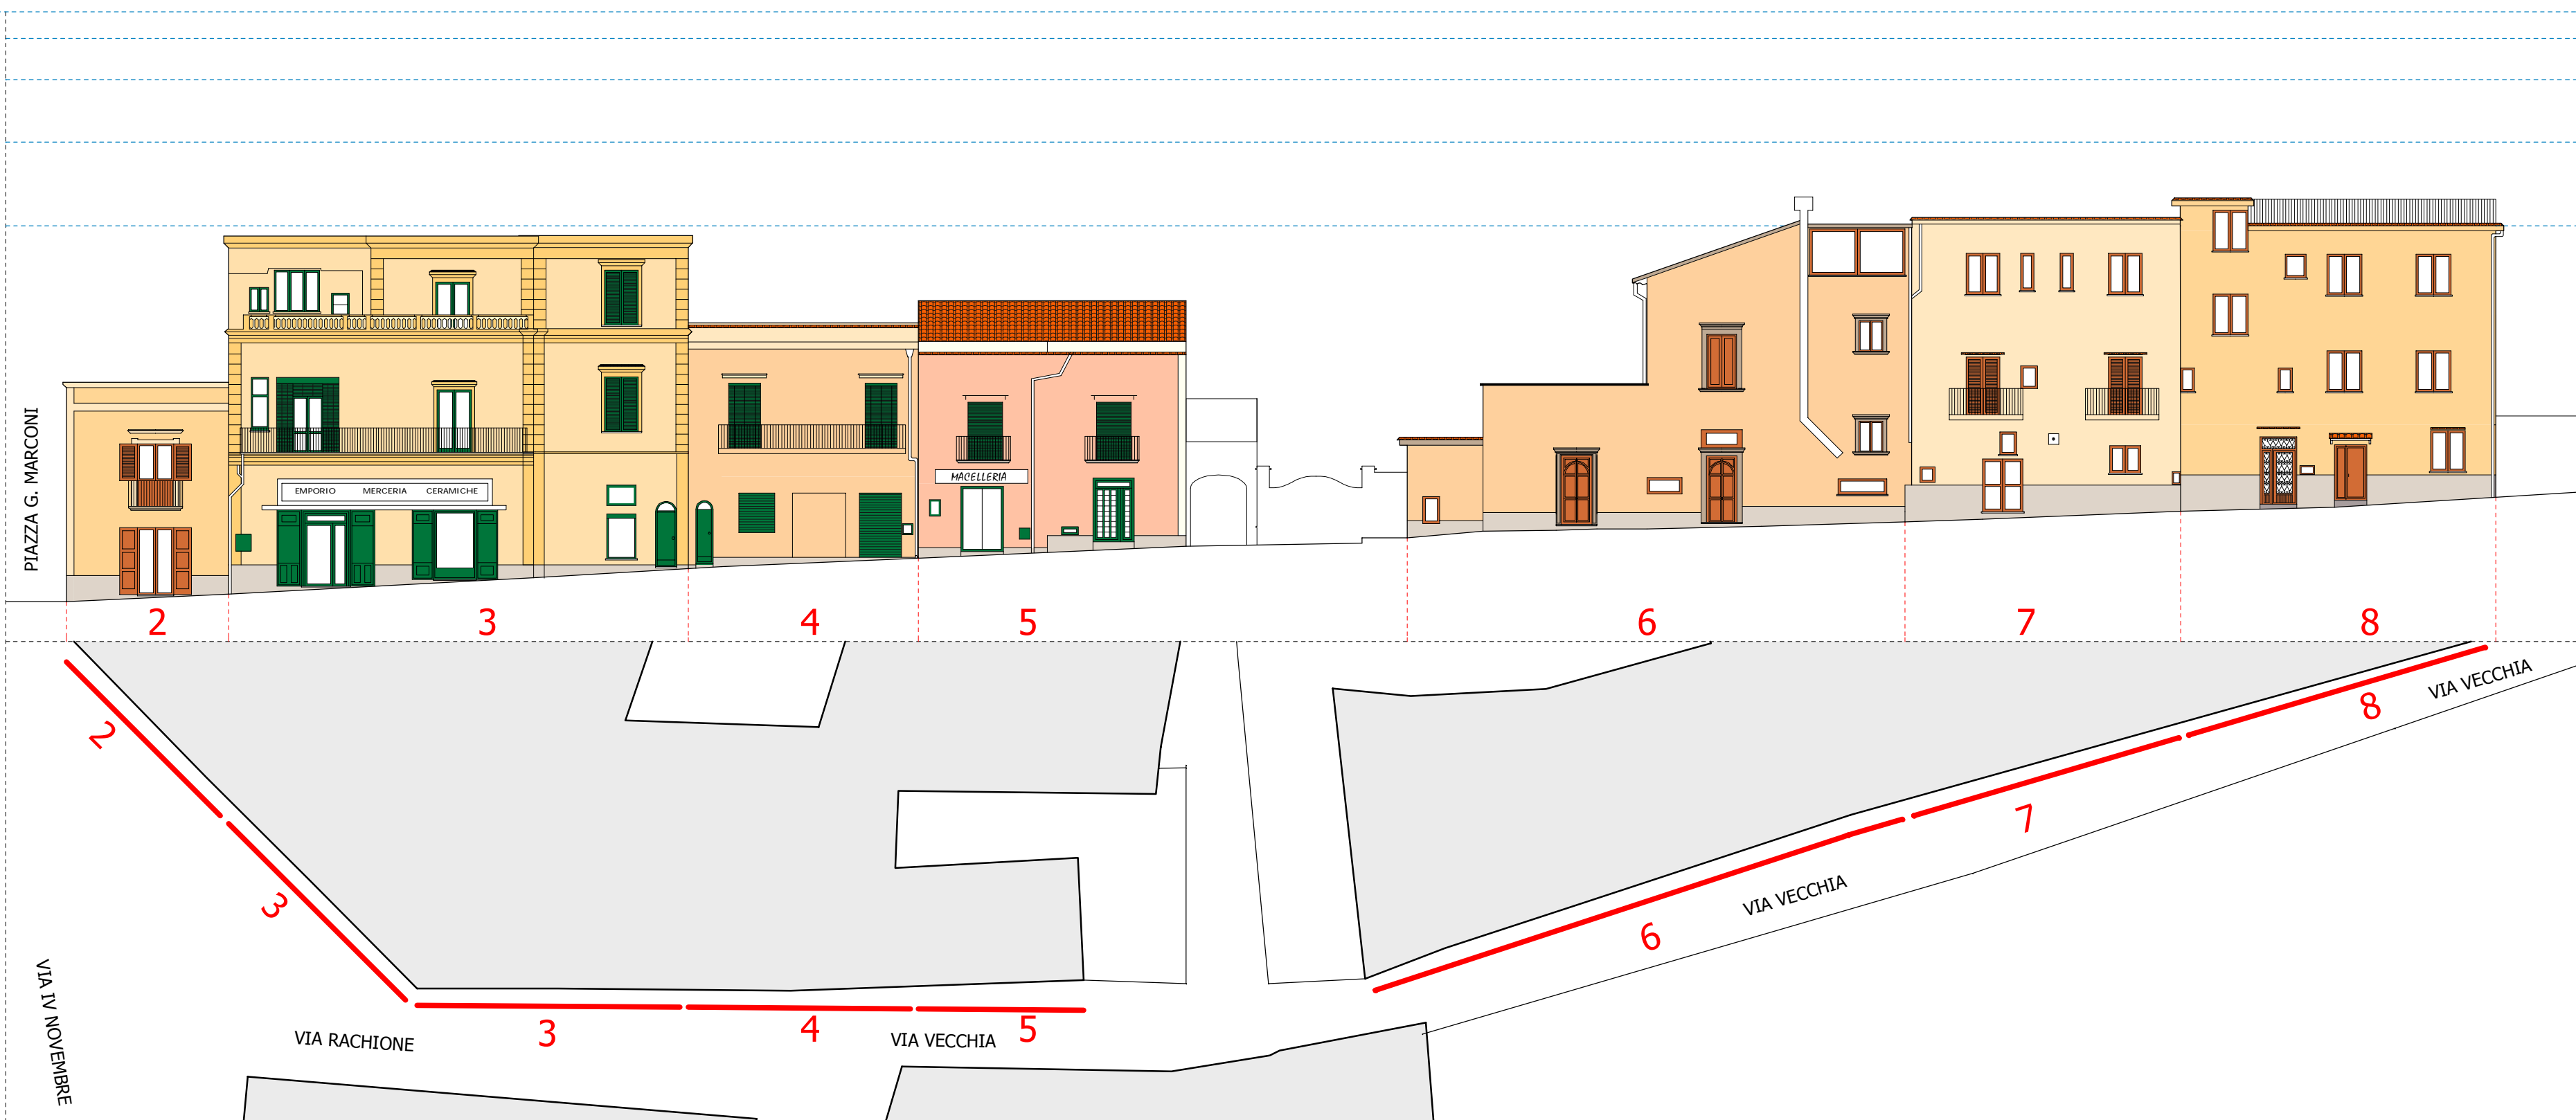 PIAZZA G. MARCONI
EMPORIO MERCERIA CERAMICHE
MACELLERIA
2 3 4 5 6 7 8
2
3
3
4
5
6
7
8
VIA VECCHIA
VIA VECCHIA
VIA IV NOVEMBRE
VIA RACHIONE
VIA VECCHIA